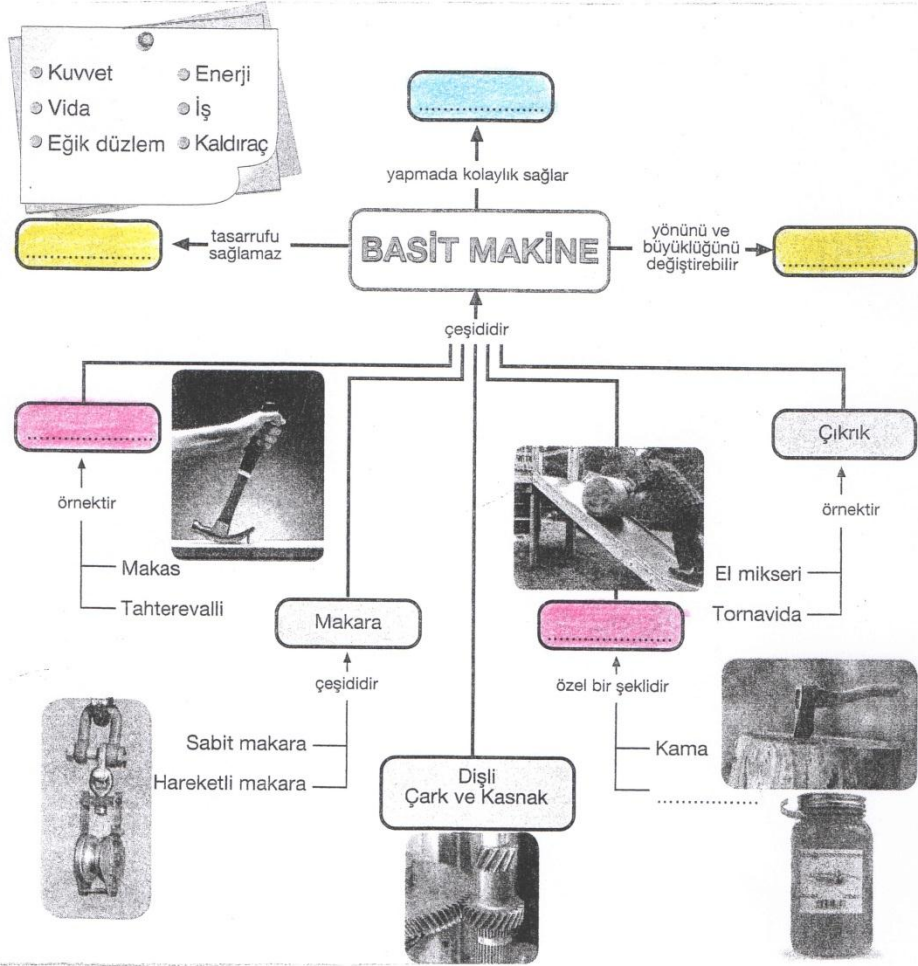 Kuvvet
Enerji
Vida
İş
Eğik düzlem
Kaldıraç
yapmada kolaylık sağlar
tasarrufu
sağlamaz
BASİT MAKİNE
yönünü ve
büyüklüğünü
değiştirebilir
çeşididir
Çıkrık
örnektir
örnektir
Makas
Tahterevalli
El mikseri
Tornavida
Makara
çeşididir
özel bir şeklidir
Sabit makara
Hareketli makara
Kama
Dişli
Çark ve Kasnak